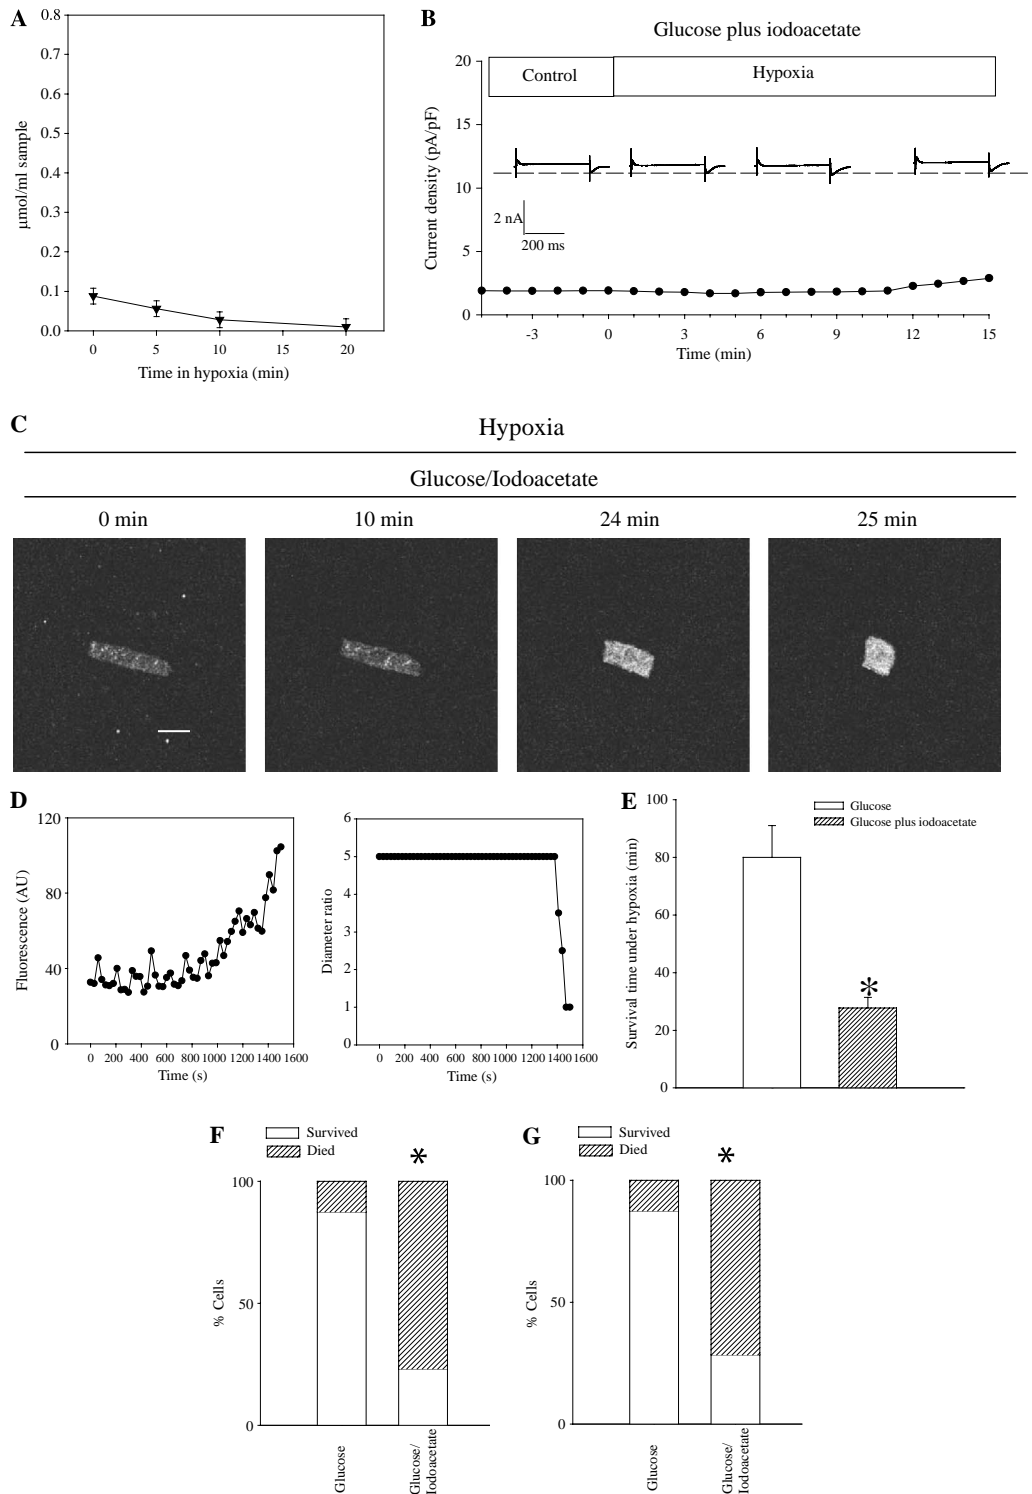 A
0.8
0.7
0.6
0.5
0.4
0.3
0.2
0.1
0.0
μmol/ml sample
0 5 10 15 20
Time in hypoxia (min)
B
Glucose plus iodoacetate
20
15
10
5
0
Current density (pA/pF)
Control
Hypoxia
2 nA
200 ms
-3 0 3 6 9 12 15
Time (min)
C
Hypoxia
Glucose/Iodoacetate
0 min 10 min 24 min 25 min
D
120
80
40
0
Fluorescence (AU)
0 200 400 600 800 1000 1200 1400 1600
Time (s)
6
5
4
3
2
1
0
Diameter ratio
0 200 400 600 800 1000 1200 1400 1600
Time (s)
E
100
80
60
40
20
0
Survival time under hypoxia (min)
Glucose
Glucose plus iodoacetate
*
F
Survived
Died
*
100
50
0
% Cells
Glucose
Glucose/
Iodoacetate
G
Survived
Died
*
100
50
0
% Cells
Glucose
Glucose/
Iodoacetate